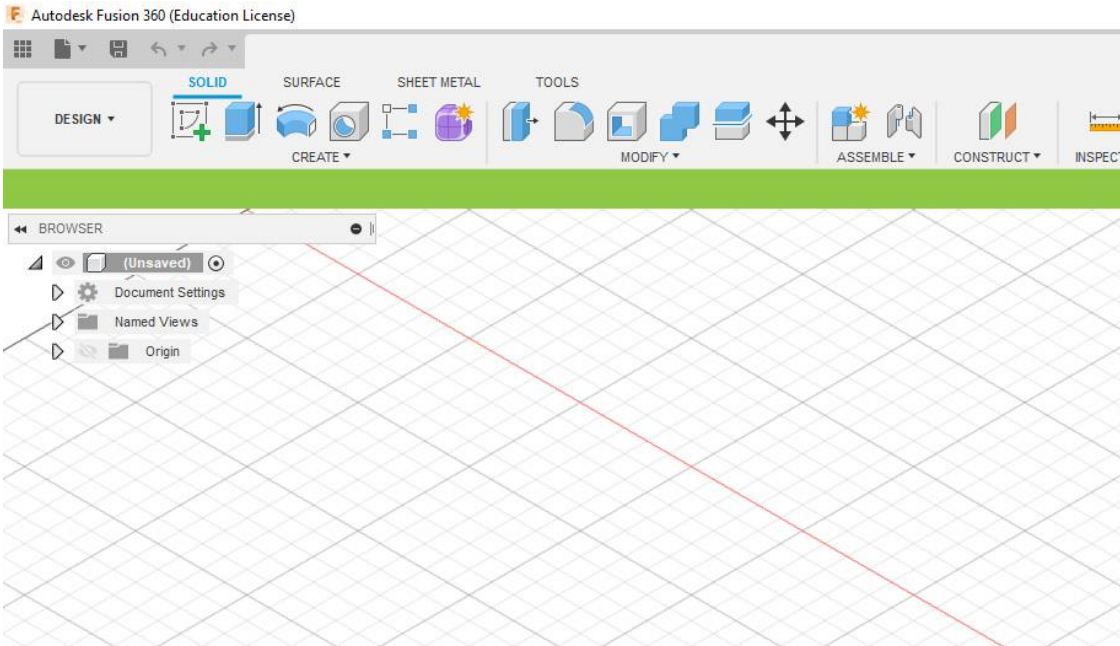 Autodesk Fusion 360 (Education License)
SOLID SURFACE SHEET METAL TOOLS
DESIGN
CREATE MODIFY ASSEMBLE CONSTRUCT INSPECT
BROWSER
(Unsaved)
Document Settings
Named Views
Origin